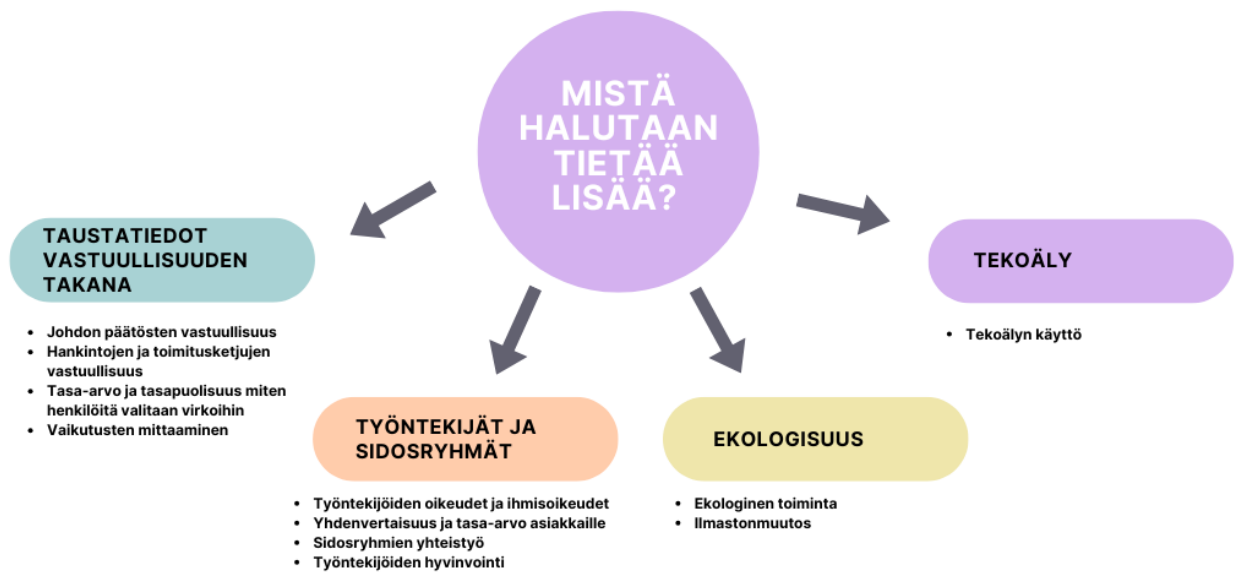 MISTÄ
HALUTAAN
TIETÄÄ
LISÄÄ?
TAUSTATIEDOT
VASTUULLISUUDEN
TAKANA
• Johdon päätösten vastuullisuus
• Hankintojen ja toimitusketjujen
vastuullisuus
• Tasa-arvo ja tasapuolisuus miten
henkilöitä valitaan virkoihin
• Vaikutusten mittaaminen
TYÖNTEKIJÄT JA
SIDOSRYHMÄT
• Työntekijöiden oikeudet ja ihmisoikeudet
• Yhdenvertaisuus ja tasa-arvo asiakkaille
• Sidosryhmien yhteistyö
• Työntekijöiden hyvinvointi
EKOLOGISUUS
• Ekologinen toiminta
• Ilmastonmuutos
TEKOÄLY
• Tekoälyn käyttö